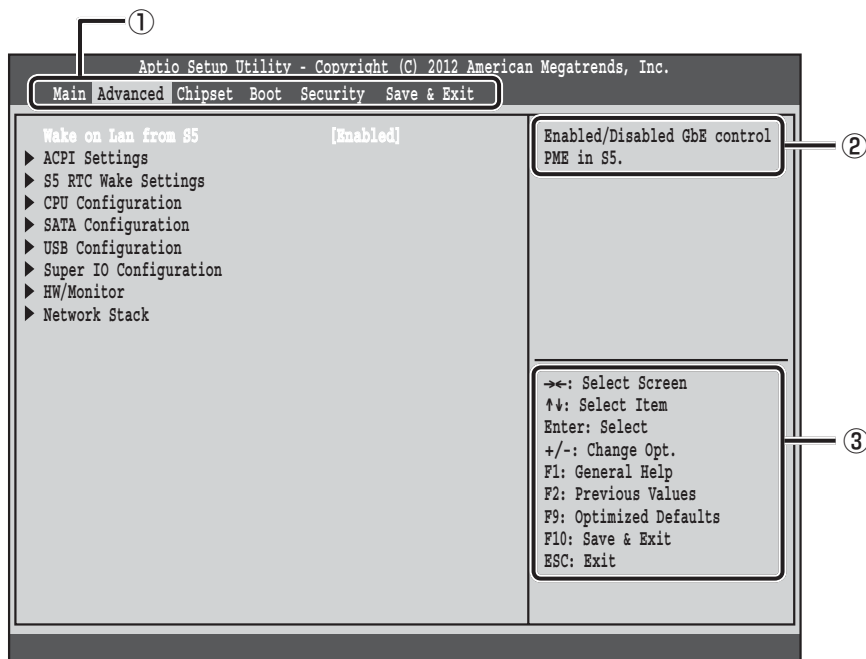 ①
Aptio Setup Utility - Copyright (C) 2012 American Megatrends, Inc.
Main Advanced Chipset Boot Security Save & Exit
Wake on Lan from S5 [Enabled]
▶ ACPI Settings
▶ S5 RTC Wake Settings
▶ CPU Configuration
▶ SATA Configuration
▶ USB Configuration
▶ Super IO Configuration
▶ HW/Monitor
▶ Network Stack
Enabled/Disabled GbE control
PME in S5.
②
→←: Select Screen
↑↓: Select Item
Enter: Select
+/-: Change Opt.
F1: General Help
F2: Previous Values
F9: Optimized Defaults
F10: Save & Exit
ESC: Exit
③